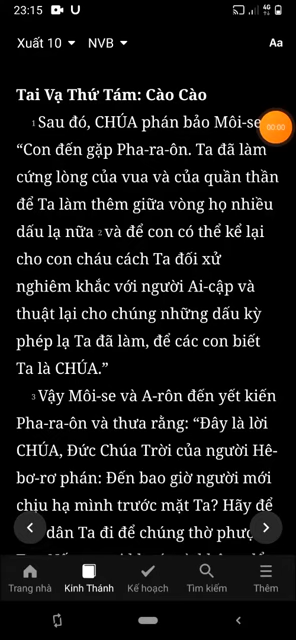 23:15
4G
Xuất 10 NVB Aa
Tai Vạ Thứ Tám: Cào Cào
1 Sau đó, CHÚA phán bảo Môi-se
00:00
“Con đến gặp Pha-ra-ôn. Ta đã làm
cứng lòng của vua và của quần thần
để Ta làm thêm giữa vòng họ nhiều
dấu lạ nữa 2 và để con có thể kể lại
cho con cháu cách Ta đối xử
nghiêm khắc với người Ai-cập và
thuật lại cho chúng những dấu kỳ
phép lạ Ta đã làm, để các con biết
Ta là CHÚA.”
3 Vậy Môi-se và A-rôn đến yết kiến
Pha-ra-ôn và thưa rằng: “Đây là lời
CHÚA, Đức Chúa Trời của người Hê-
bơ-rơ phán: Đến bao giờ người mới
chịu hạ mình trước mặt Ta? Hãy để
dân Ta đi để chúng thờ
Trang nhà Kinh Thánh Kế hoạch Tìm kiếm Thêm